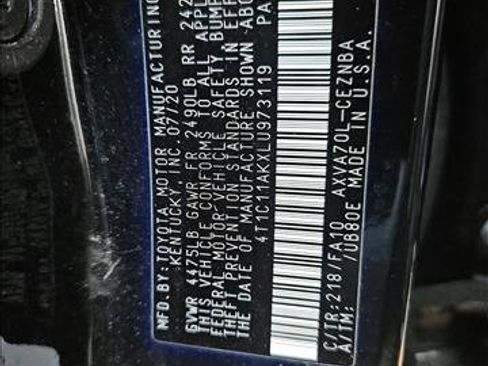 MFD.BY: TOYOTA MOTOR MANUFACTURING
KENTUCKY, INC. 07/20
GVWR 4475LB GAWR FR 2490LB RR 242
THIS VEHICLE CONFORMS TO ALL APPL
FEDERAL MOTOR VEHICLE SAFETY, BUMP
THEFT PREVENTION STANDARDS IN EFF
THE DATE OF MANUFACTURE SHOWN ABO
4T1C11AKXLU973119 PA
C/TR: 218/FA10 AXVA70L-CEZNBA
A/TM: /UB80E MADE IN U.S.A.